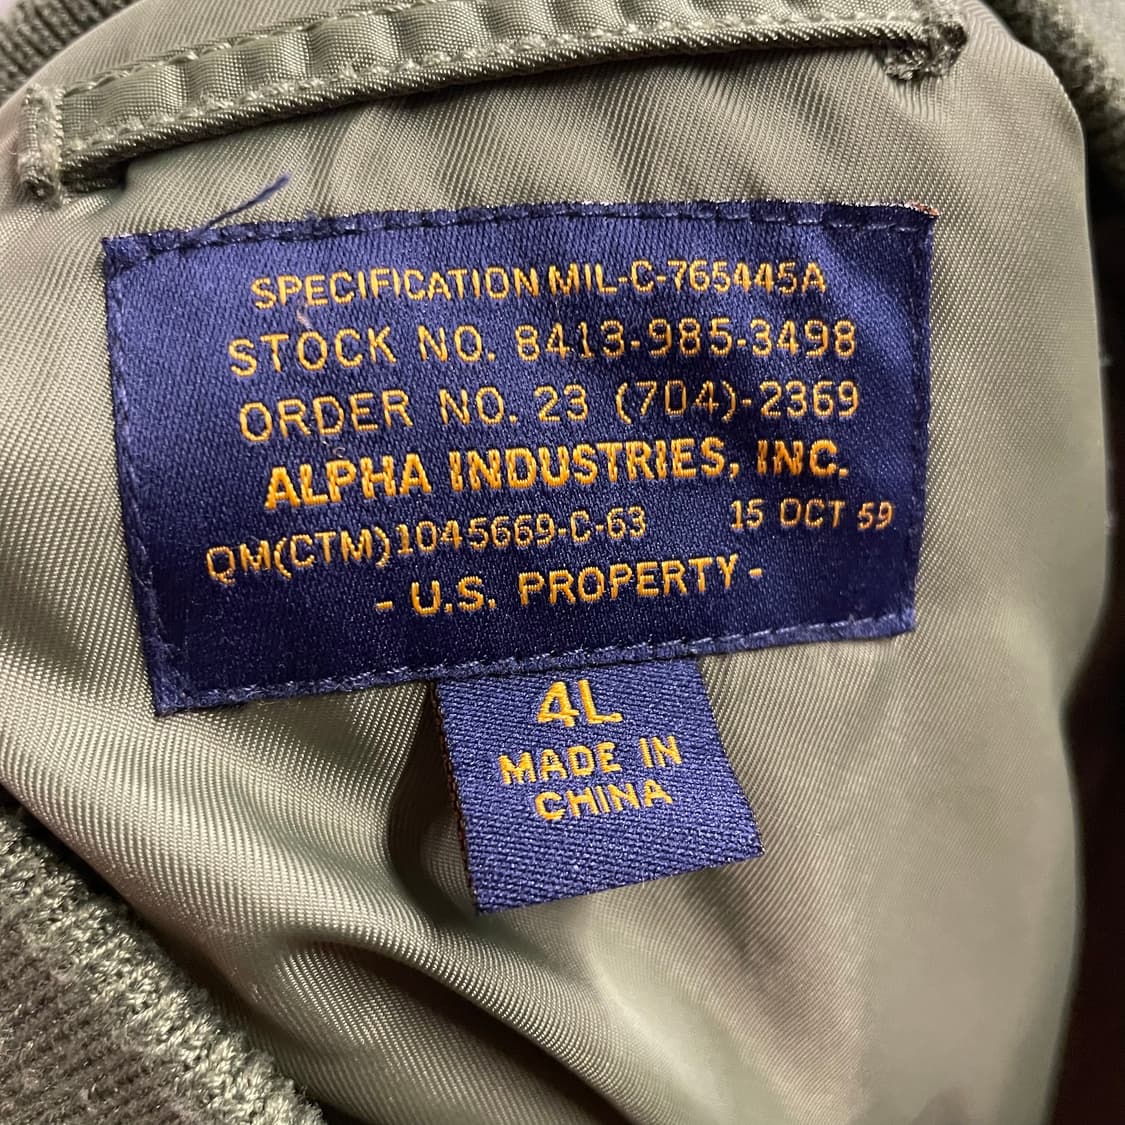 SPECIFICATION MIL-C-765445A
STOCK NO. 8413-985-3498
ORDER NO. 23 (704)-2369
ALPHA INDUSTRIES, INC.
QM(CTM)1045669-C-63 15 OCT 59
- U.S. PROPERTY -
4L
MADE IN
CHINA